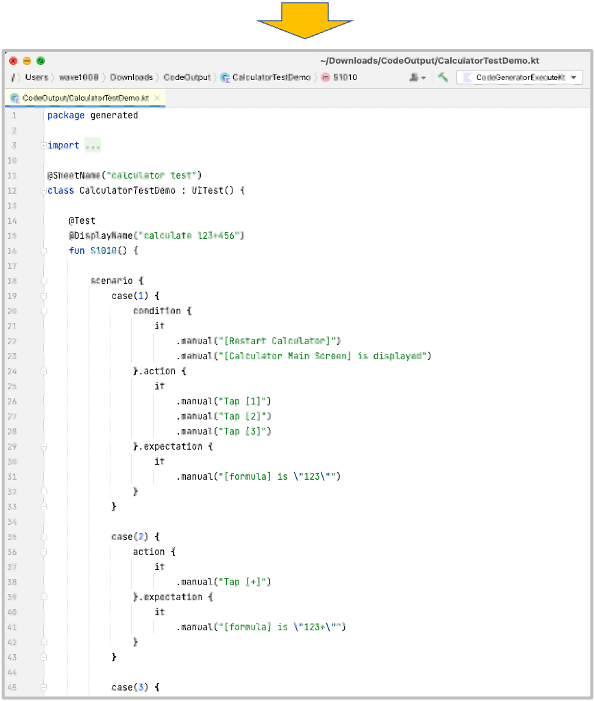 ~/Downloads/CodeOutput/CalculatorTestDemo.kt
/ Users wave1008 Downloads CodeOutput CalculatorTestDemo S1010 CodeGeneratorExecuteKt
CodeOutput/CalculatorTestDemo.kt
1 package generated
2
3 import ...
10
11 @SheetName("calculator test")
12 class CalculatorTestDemo : UITest() {
13
14 @Test
15 @DisplayName("calculate 123+456")
16 fun S1010() {
17
18 scenario {
19 case(1) {
20 condition {
21 it
22 .manual("[Restart Calculator]")
23 .manual("[Calculator Main Screen] is displayed")
24 }.action {
25 it
26 .manual("Tap [1]")
27 .manual("Tap [2]")
28 .manual("Tap [3]")
29 }.expectation {
30 it
31 .manual("[formula] is \"123\"")
32 }
33 }
34
35 case(2) {
36 action {
37 it
38 .manual("Tap [+]")
39 }.expectation {
40 it
41 .manual("[formula] is \"123+\"")
42 }
43 }
44
45 case(3) {